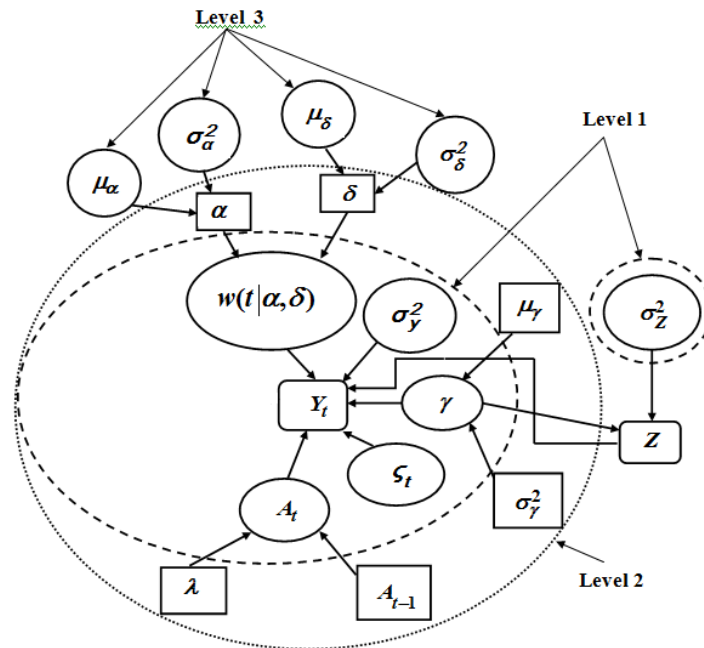 Level 3
Level 1
μ_δ
σ²_α
σ²_δ
μ_α
δ
α
w(t|α,δ)
σ²_y
μ_γ
σ²_Z
Y_t
γ
Z
ς_t
A_t
σ²_γ
Level 2
λ
A_{t−1}